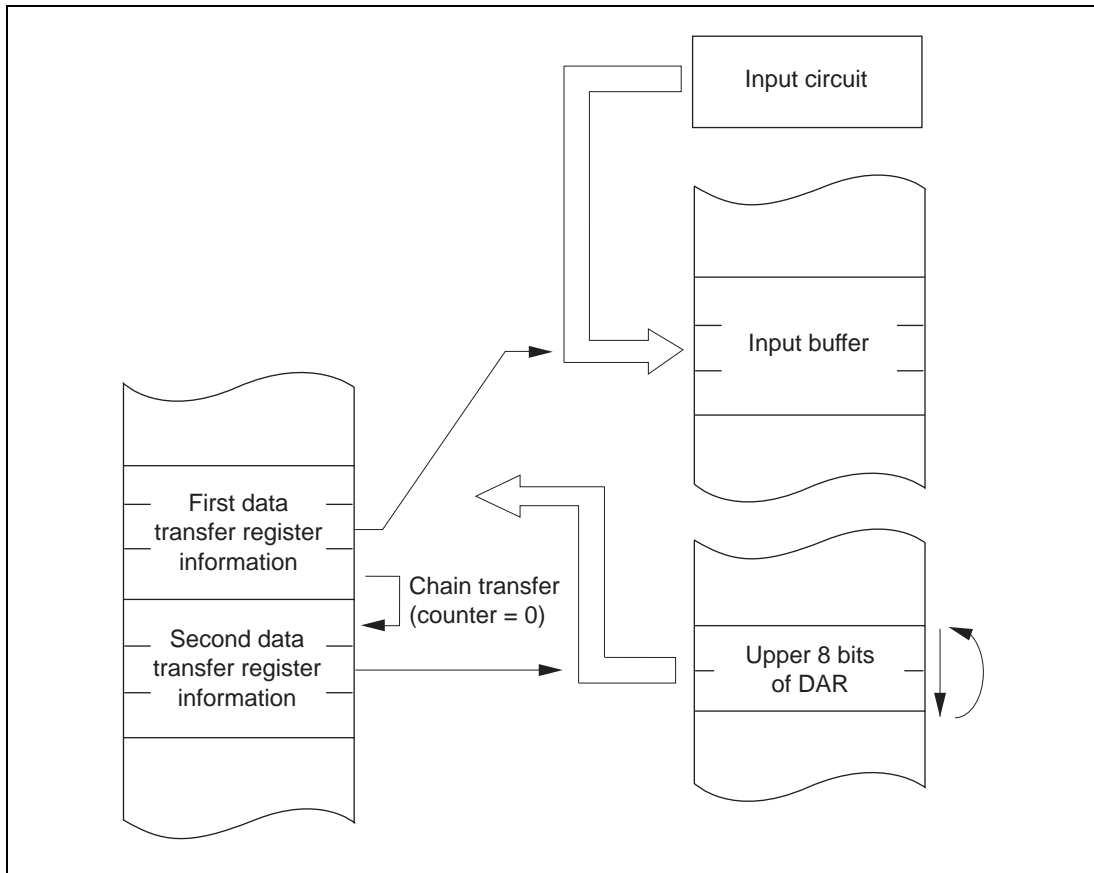 Input circuit
Input buffer
First data
transfer register
information
Chain transfer
(counter = 0)
Second data
transfer register
information
Upper 8 bits
of DAR